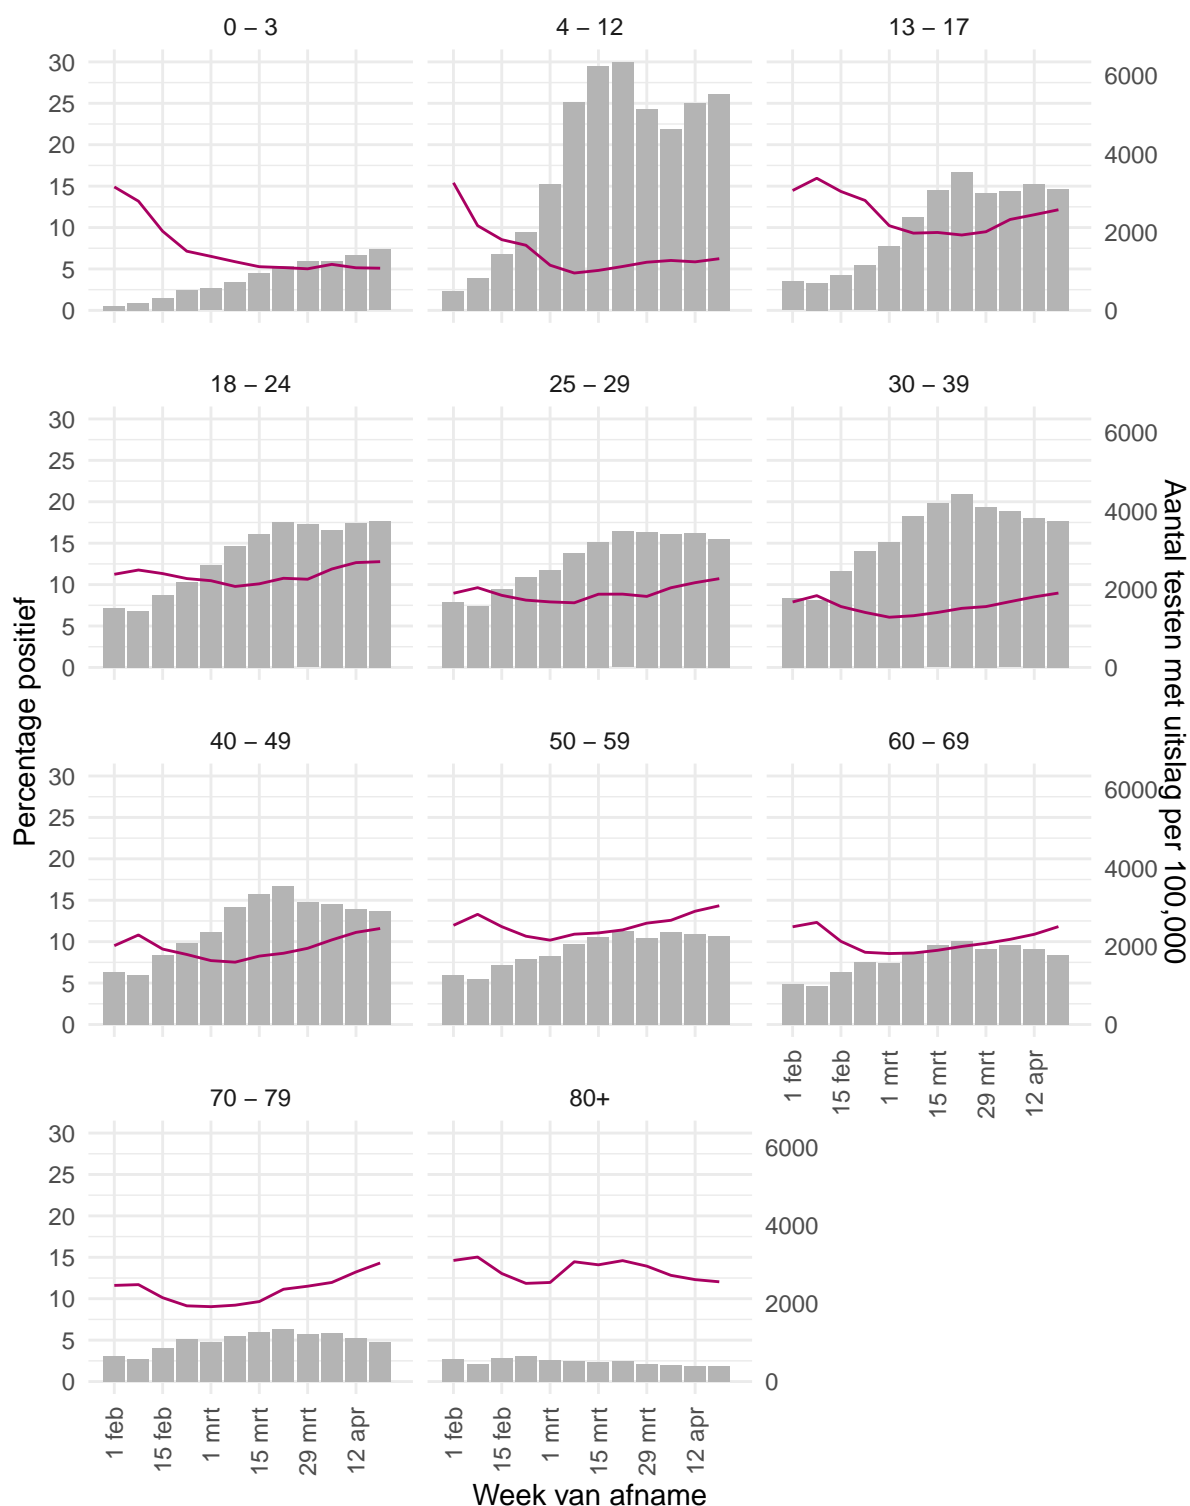 0 – 3
4 – 12
13 – 17
30
25
20
15
10
5
0
6000
4000
2000
0
18 – 24
25 – 29
30 – 39
30
25
20
15
10
5
0
6000
4000
2000
0
40 – 49
50 – 59
60 – 69
30
25
20
15
10
5
0
6000
4000
2000
0
1 feb
15 feb
1 mrt
15 mrt
29 mrt
12 apr
70 – 79
80+
30
25
20
15
10
5
0
6000
4000
2000
0
1 feb
15 feb
1 mrt
15 mrt
29 mrt
12 apr
1 feb
15 feb
1 mrt
15 mrt
29 mrt
12 apr
Week van afname
Percentage positief
Aantal testen met uitslag per 100,000